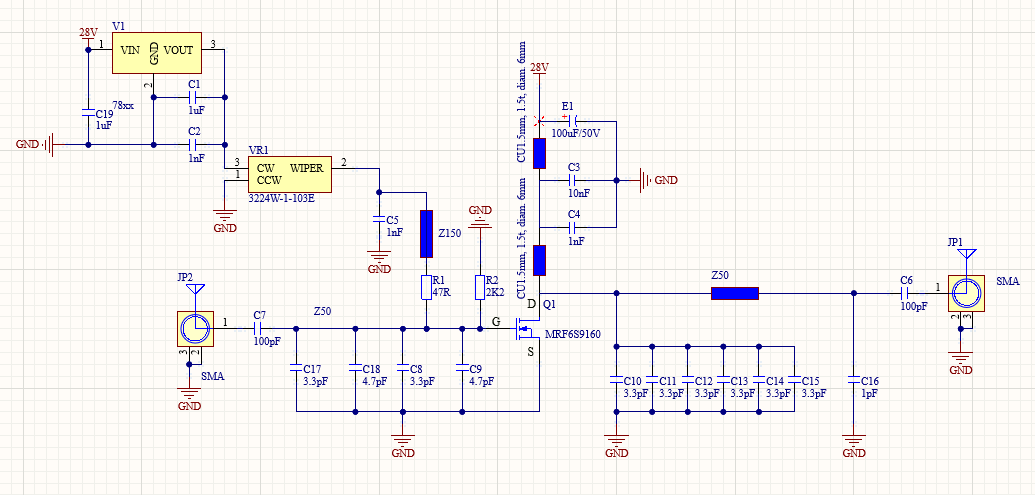 28V
V1
1
VIN
GND
VOUT
3
2
C1
1uF
78xx
C19
1uF
C2
1nF
GND
VR1
3
CW
WIPER
2
1
CCW
3224W-1-103E
GND
C5
1nF
GND
Z150
R1
47R
GND
R2
2K2
28V
CU1.5mm, 1.5t, diam. 6mm
E1
+
100uF/50V
C3
10nF
GND
C4
1nF
CU1.5mm, 1.5t, diam. 6mm
JP2
1
3
2
SMA
GND
C7
100pF
Z50
G
D
Q1
MRF6S9160
S
C17
3.3pF
C18
4.7pF
C8
3.3pF
C9
4.7pF
GND
Z50
C10
3.3pF
C11
3.3pF
C12
3.3pF
C13
3.3pF
C14
3.3pF
C15
3.3pF
GND
C16
1pF
GND
C6
100pF
JP1
1
SMA
2
3
GND